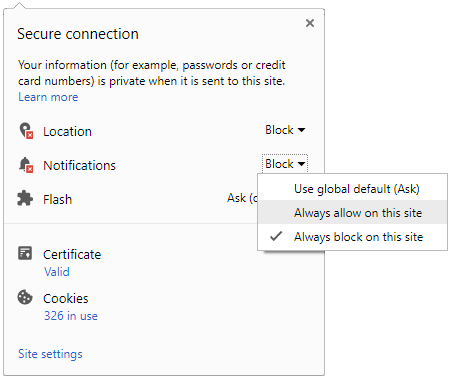 Secure connection
Your information (for example, passwords or credit
card numbers) is private when it is sent to this site.
Learn more
Location Block
Notifications Block
Flash Ask (
Use global default (Ask)
Always allow on this site
Always block on this site
Certificate
Valid
Cookies
326 in use
Site settings